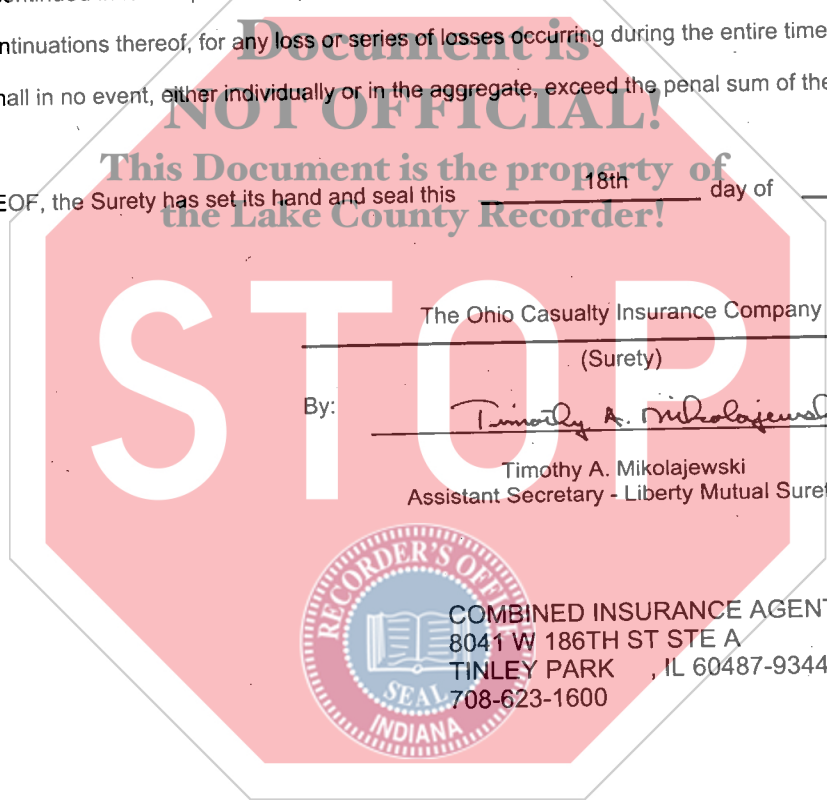 Document is
ntinuations thereof, for any loss or series of losses occurring during the entire time
hall in no event, either individually or in the aggregate, exceed the penal sum of the
NOT OFFICIAL!
This Document is the property of
EOF, the Surety has set its hand and seal this 18th day of
the Lake County Recorder!
STOP
The Ohio Casualty Insurance Company
(Surety)
By: Timothy A. Mikolajewsk
Timothy A. Mikolajewski
Assistant Secretary - Liberty Mutual Suret
RECORDER'S OFFICE
SEAL
INDIANA
COMBINED INSURANCE AGENT
8041 W 186TH ST STE A
TINLEY PARK , IL 60487-9344
708-623-1600